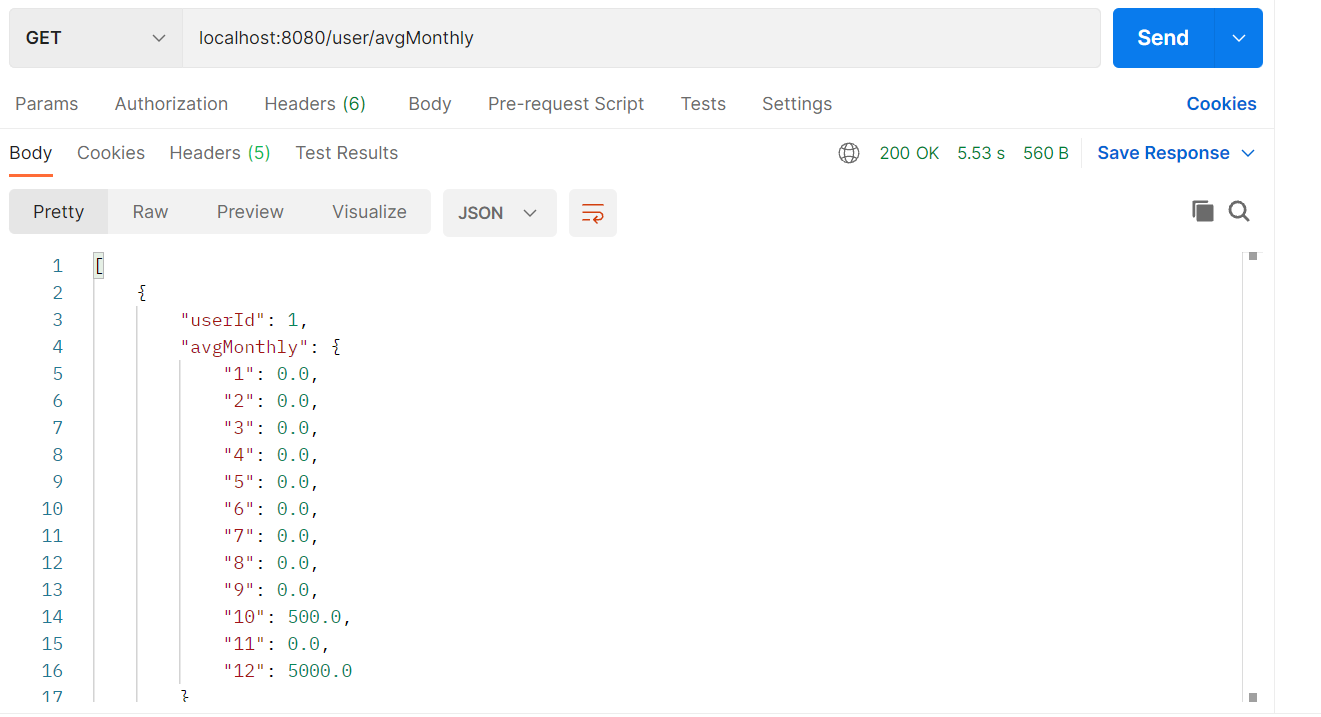 GET localhost:8080/user/avgMonthly Send
Params Authorization Headers (6) Body Pre-request Script Tests Settings Cookies
Body Cookies Headers (5) Test Results 200 OK 5.53 s 560 B Save Response
Pretty Raw Preview Visualize JSON
1 [
2 {
3 "userId": 1,
4 "avgMonthly": {
5 "1": 0.0,
6 "2": 0.0,
7 "3": 0.0,
8 "4": 0.0,
9 "5": 0.0,
10 "6": 0.0,
11 "7": 0.0,
12 "8": 0.0,
13 "9": 0.0,
14 "10": 500.0,
15 "11": 0.0,
16 "12": 5000.0
17 }